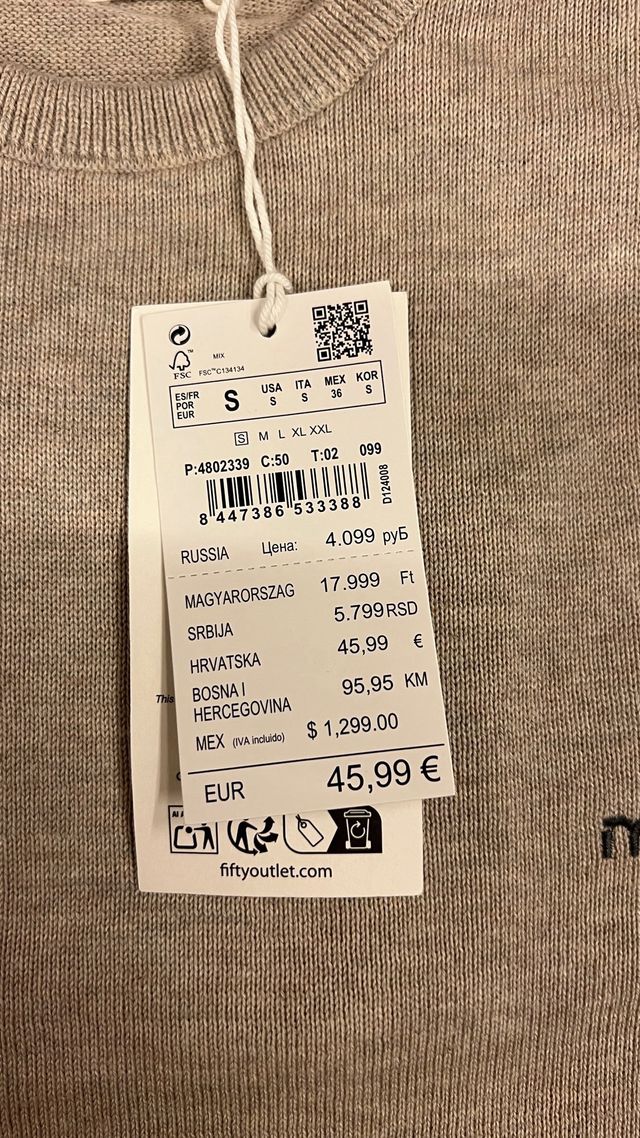 MIX
FSC™C134134
FSC
ES/FR
POR
EUR
S
USA
S
ITA
S
MEX
36
KOR
S
S M L XL XXL
P:4802339 C:50 T:02 099
8 447386 533388
D124008
RUSSIA Цена: 4.099 руБ
MAGYARORSZAG 17.999 Ft
SRBIJA 5.799 RSD
HRVATSKA 45,99 €
BOSNA I
HERCEGOVINA 95,95 KM
MEX (IVA incluido) $ 1,299.00
EUR 45,99 €
This
fiftyoutlet.com